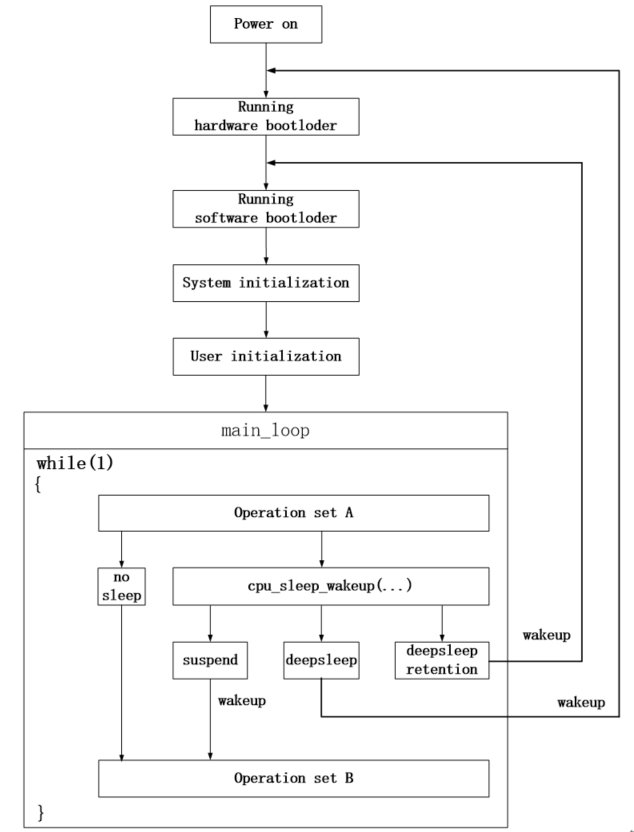 Power on
Running
hardware bootloder
Running
software bootloder
System initialization
User initialization
main_loop
while(1)
{
Operation set A
no
sleep
cpu_sleep_wakeup(...)
suspend
deepsleep
deepsleep
retention
wakeup
wakeup
wakeup
Operation set B
}